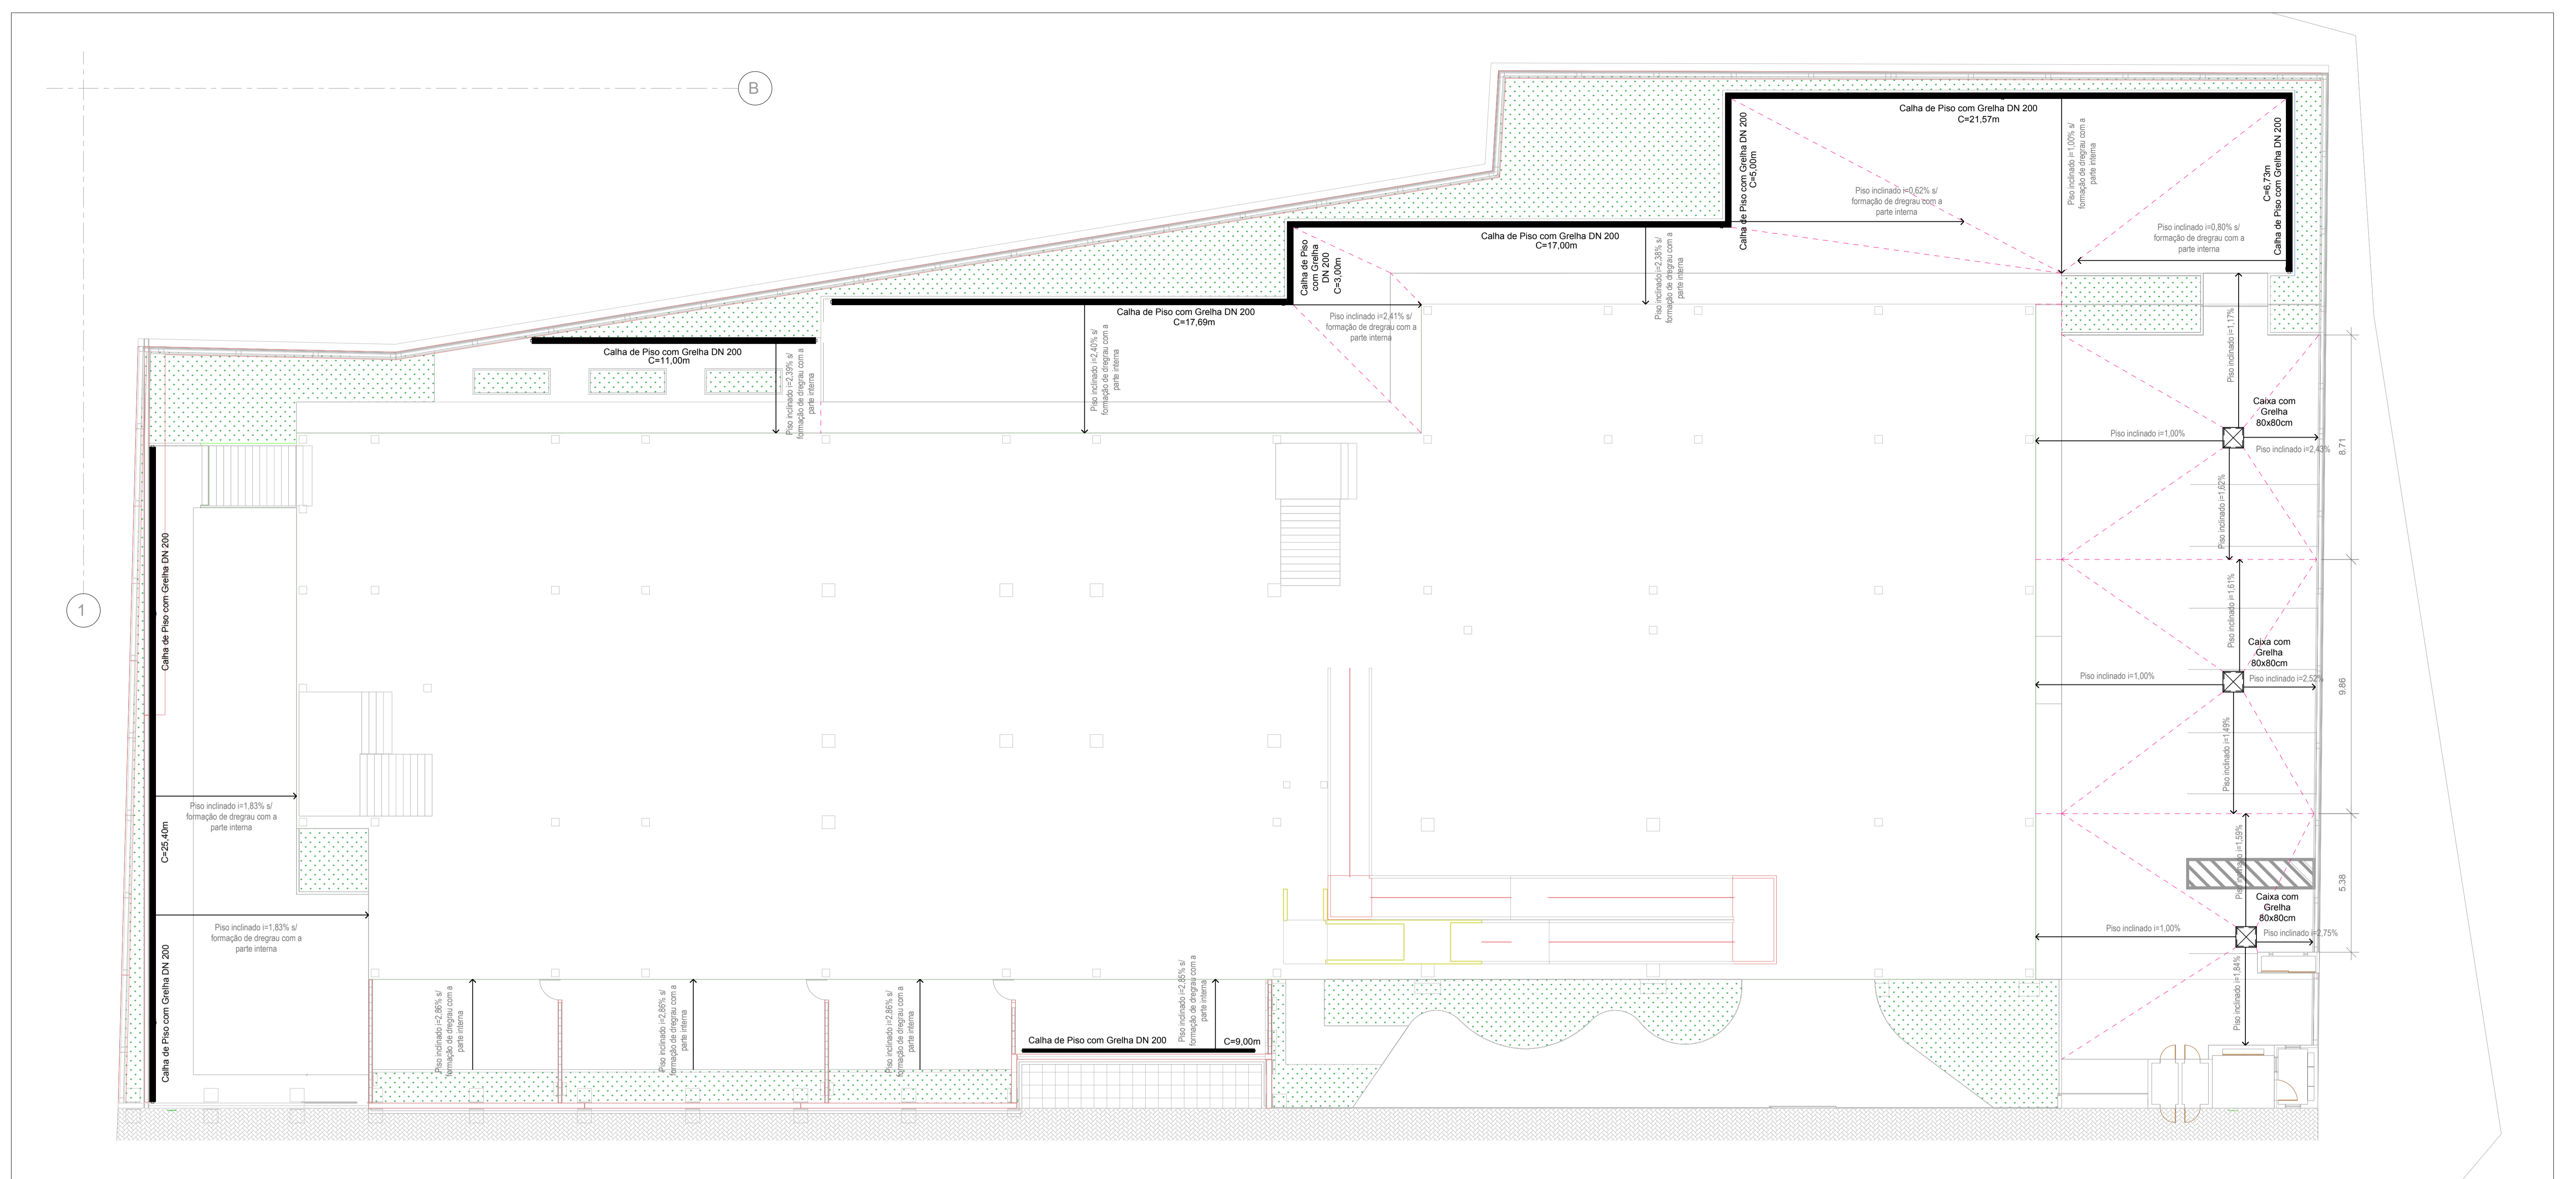 B
1
Calha de Piso com Grelha DN 200
C=21,57m
Calha de Piso com Grelha DN 200
C=5,00m
Piso inclinado i=1,00% s/
formação de dregrau com a
parte interna
C=6,73m
Calha de Piso com Grelha DN 200
Piso inclinado i=0,62% s/
formação de dregrau com a
parte interna
Piso inclinado i=0,80% s/
formação de dregrau com a
parte interna
Calha de Piso com Grelha DN 200
C=17,00m
Piso inclinado i=2,38% s/
formação de dregrau com a
parte interna
Calha de Piso
com Grelha
DN 200
C=3,00m
Calha de Piso com Grelha DN 200
C=17,69m
Piso inclinado i=2,41% s/
formação de dregrau com a
parte interna
Piso inclinado i=2,40% s/
formação de dregrau com a
parte interna
Calha de Piso com Grelha DN 200
C=11,00m
Piso inclinado i=2,39% s/
formação de dregrau com a
parte interna
Piso inclinado i=1,17%
Caixa com
Grelha
80x80cm
Piso inclinado i=1,00%
Piso inclinado i=2,43%
8.71
Piso inclinado i=1,62%
Piso inclinado i=1,61%
Caixa com
Grelha
80x80cm
Piso inclinado i=1,00%
Piso inclinado i=2,52%
9.86
Piso inclinado i=1,49%
Piso inclinado i=1,59%
Caixa com
Grelha
80x80cm
5.38
Piso inclinado i=1,00%
Piso inclinado i=2,75%
Piso inclinado i=1,84%
Calha de Piso com Grelha DN 200
C=25,40m
Calha de Piso com Grelha DN 200
Piso inclinado i=1,83% s/
formação de dregrau com a
parte interna
Piso inclinado i=1,83% s/
formação de dregrau com a
parte interna
Piso inclinado i=2,86% s/
formação de dregrau com a
parte interna
Piso inclinado i=2,86% s/
formação de dregrau com a
parte interna
Piso inclinado i=2,86% s/
formação de dregrau com a
parte interna
Piso inclinado i=2,85% s/
formação de dregrau com a
parte interna
Calha de Piso com Grelha DN 200
C=9,00m